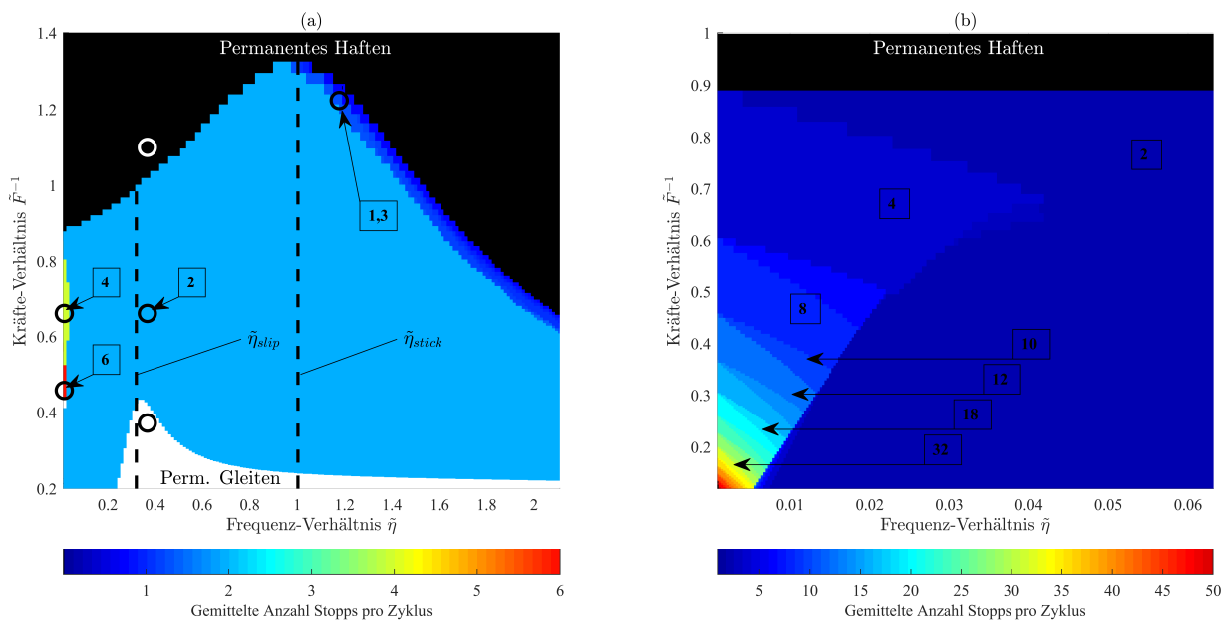 (a)
Permanentes Haften
1.4
1.2
1
0.8
0.6
0.4
0.2
Kräfte-Verhältnis F̃⁻¹
4
2
6
1,3
η̃slip
η̃stick
Perm. Gleiten
0.2 0.4 0.6 0.8 1 1.2 1.4 1.6 1.8 2
Frequenz-Verhältnis η̃
1 2 3 4 5 6
Gemittelte Anzahl Stopps pro Zyklus
(b)
Permanentes Haften
1
0.9
0.8
0.7
0.6
0.5
0.4
0.3
0.2
Kräfte-Verhältnis F̃⁻¹
2
4
8
10
12
18
32
0.01 0.02 0.03 0.04 0.05 0.06
Frequenz-Verhältnis η̃
5 10 15 20 25 30 35 40 45 50
Gemittelte Anzahl Stopps pro Zyklus